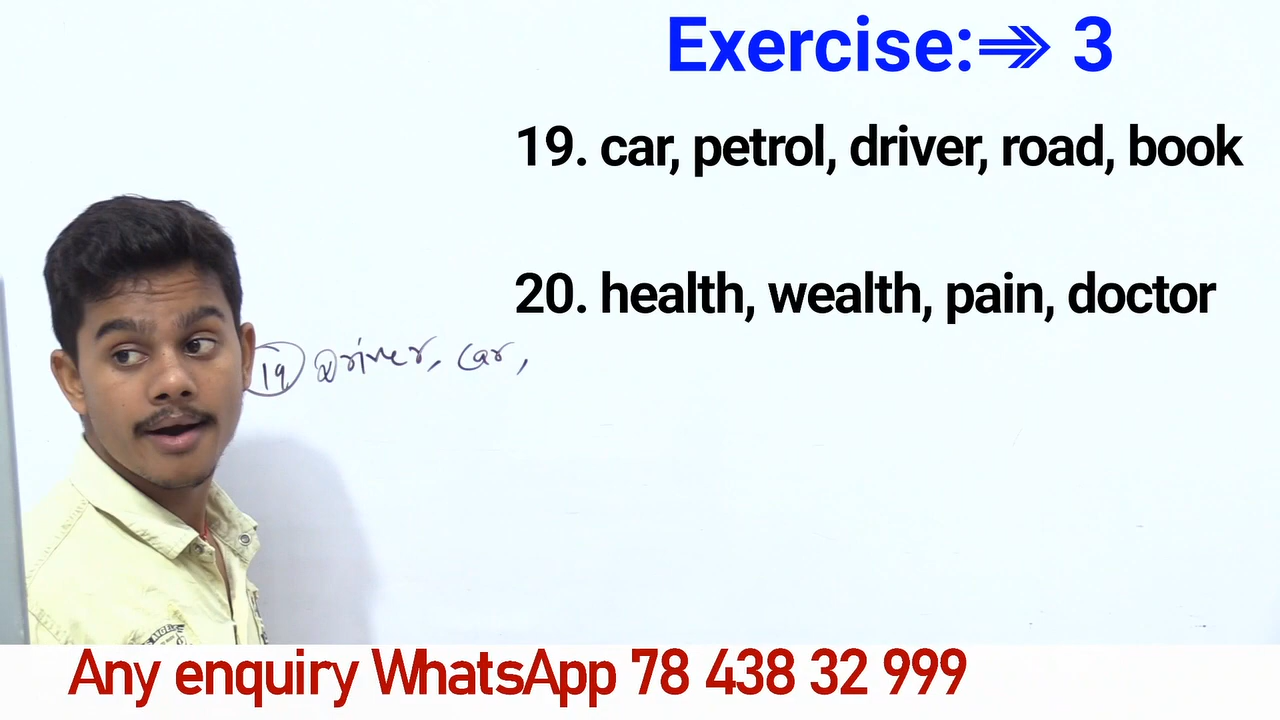 Exercise:⇛ 3
19. car, petrol, driver, road, book
20. health, wealth, pain, doctor
19 Driver, car,
Any enquiry WhatsApp 78 438 32 999